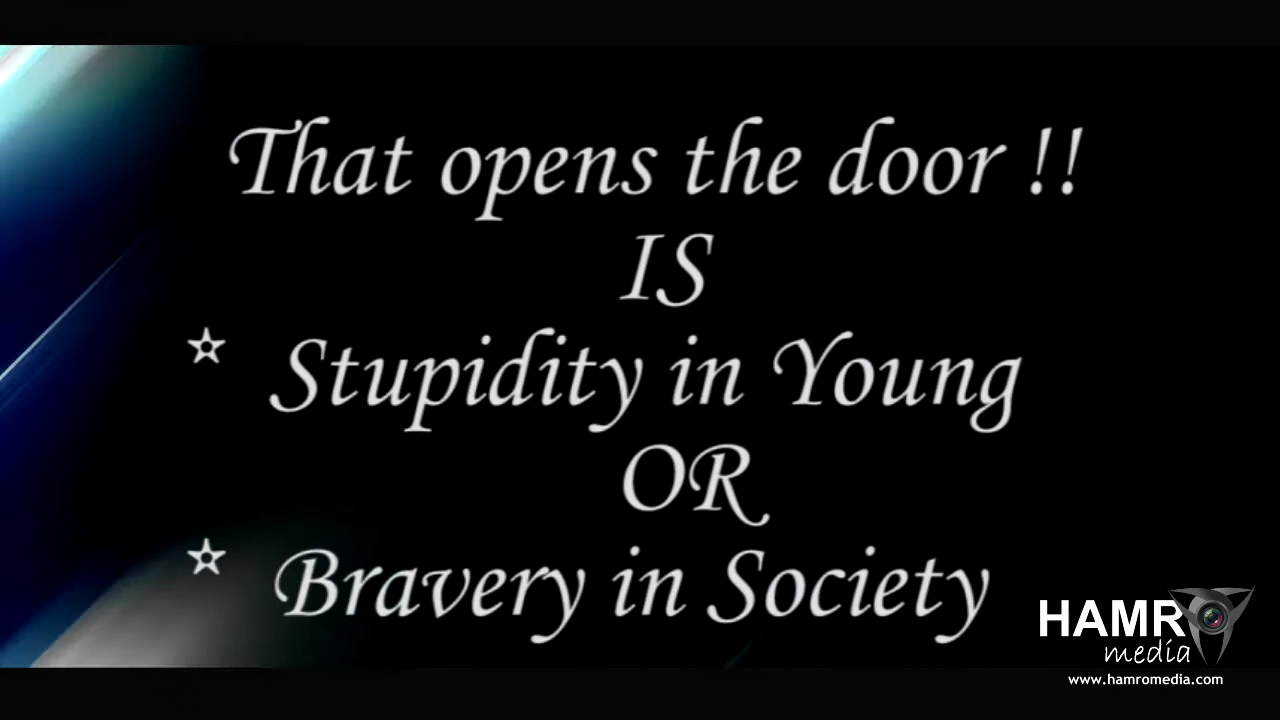 That opens the door !!
IS
☆ Stupidity in Young
OR
☆ Bravery in Society
HAMRO
media
www.hamromedia.com